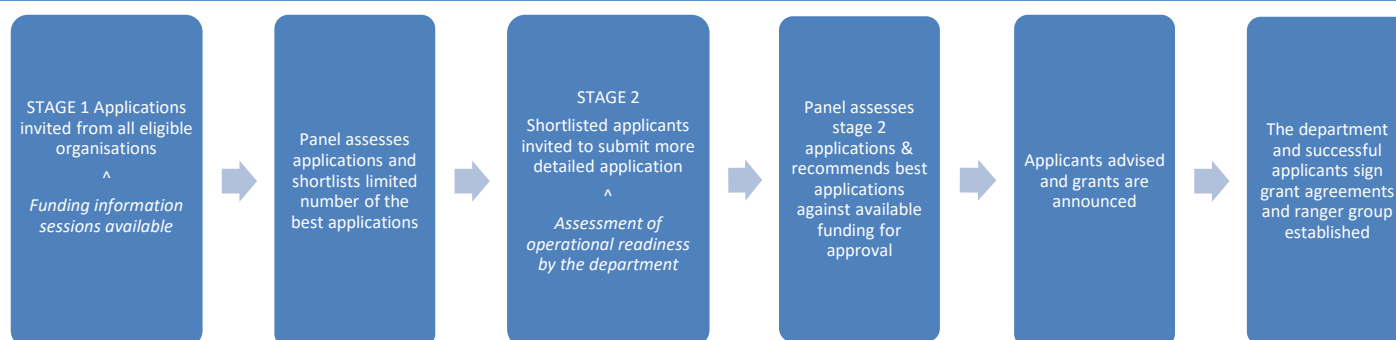 STAGE 1 Applications
invited from all eligible
organisations
^
Funding information
sessions available
Panel assesses
applications and
shortlists limited
number of the
best applications
STAGE 2
Shortlisted applicants
invited to submit more
detailed application
^
Assessment of
operational readiness
by the department
Panel assesses
stage 2
applications &
recommends best
applications
against available
funding for
approval
Applicants advised
and grants are
announced
The department
and successful
applicants sign
grant agreements
and ranger group
established